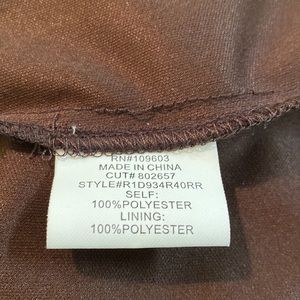 RN#109603
MADE IN CHINA
CUT# 802657
STYLE#R1D934R40RR
SELF:
100%POLYESTER
LINING:
100%POLYESTER